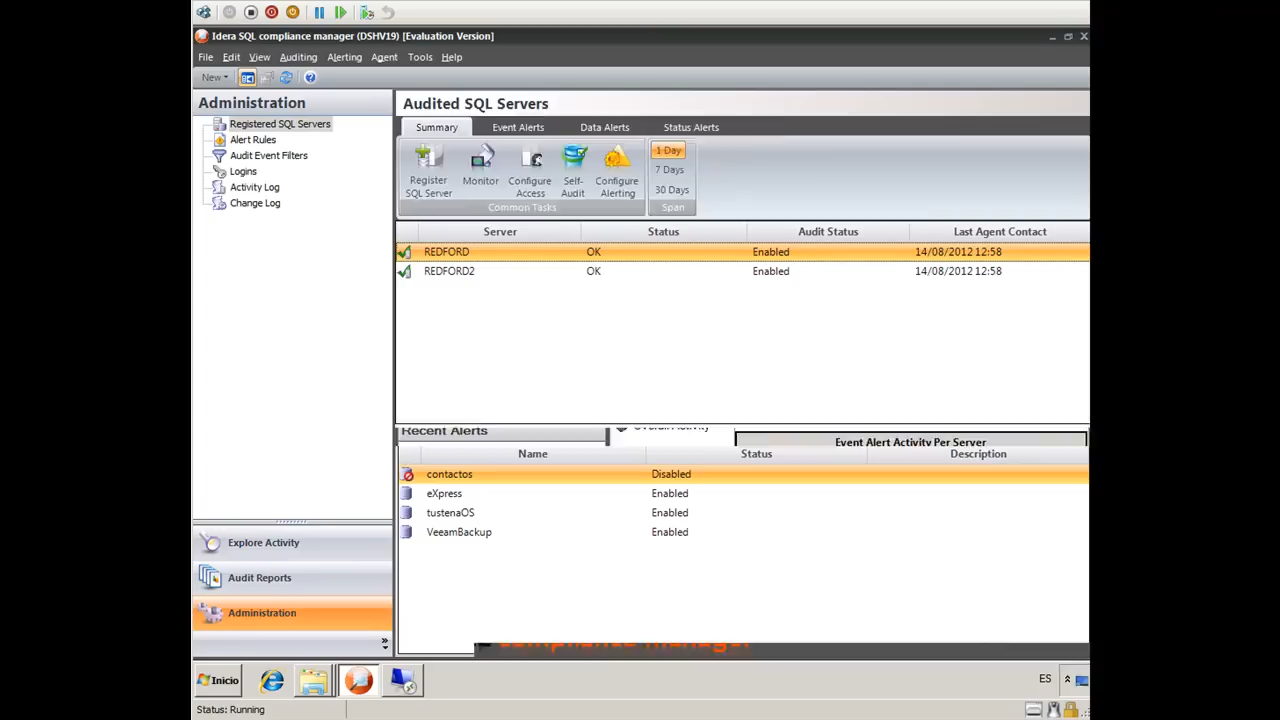 Idera SQL compliance manager (DSHV19) [Evaluation Version]
File Edit View Auditing Alerting Agent Tools Help
New
Administration
Registered SQL Servers
Alert Rules
Audit Event Filters
Logins
Activity Log
Change Log
Explore Activity
Audit Reports
Administration
Audited SQL Servers
Summary Event Alerts Data Alerts Status Alerts
Register SQL Server
Monitor
Configure Access
Self-Audit
Configure Alerting
Common Tasks
1 Day
7 Days
30 Days
Span
Server Status Audit Status Last Agent Contact
REDFORD OK Enabled 14/08/2012 12:58
REDFORD2 OK Enabled 14/08/2012 12:58
Recent Alerts
Overall Activity
Event Alert Activity Per Server
Name Status Description
contactos Disabled
eXpress Enabled
tustenaOS Enabled
VeeamBackup Enabled
compliance manager
Inicio
ES
Status: Running